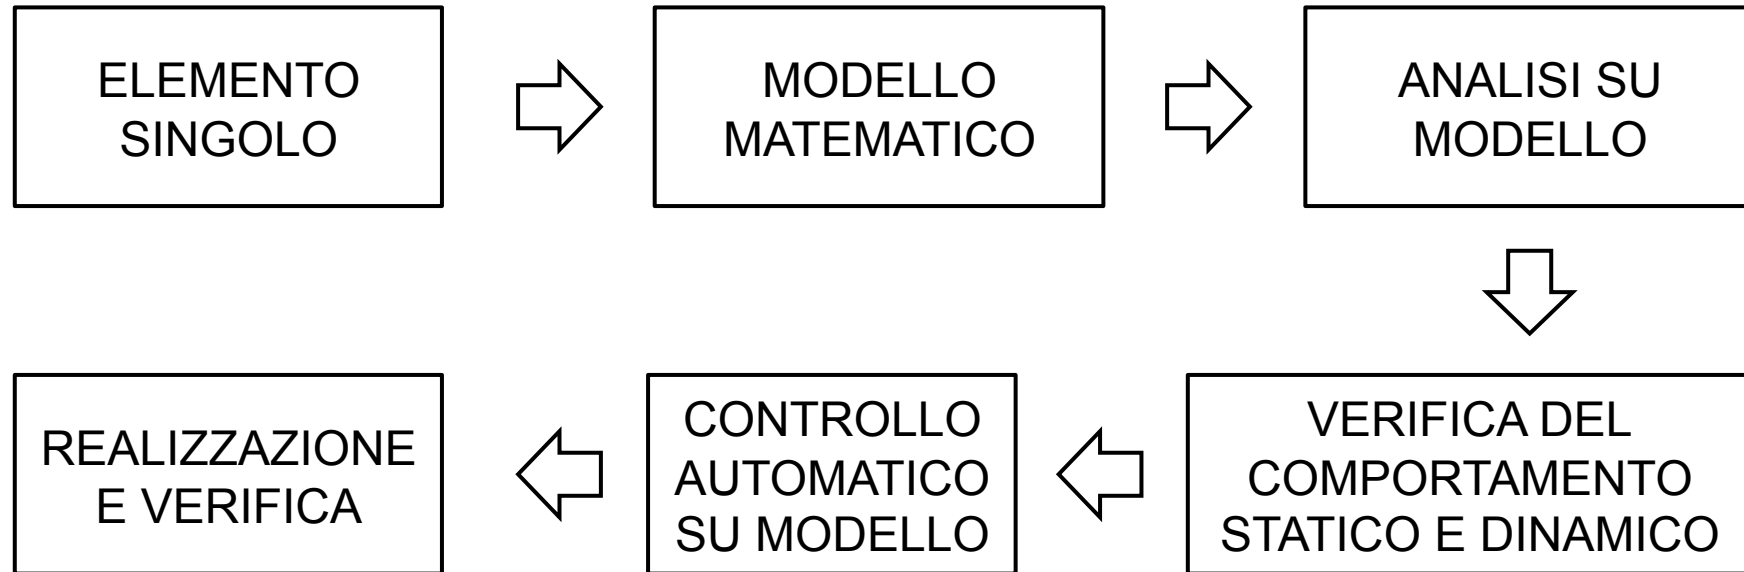 ELEMENTO
SINGOLO
MODELLO
MATEMATICO
ANALISI SU
MODELLO
VERIFICA DEL
COMPORTAMENTO
STATICO E DINAMICO
CONTROLLO
AUTOMATICO
SU MODELLO
REALIZZAZIONE
E VERIFICA